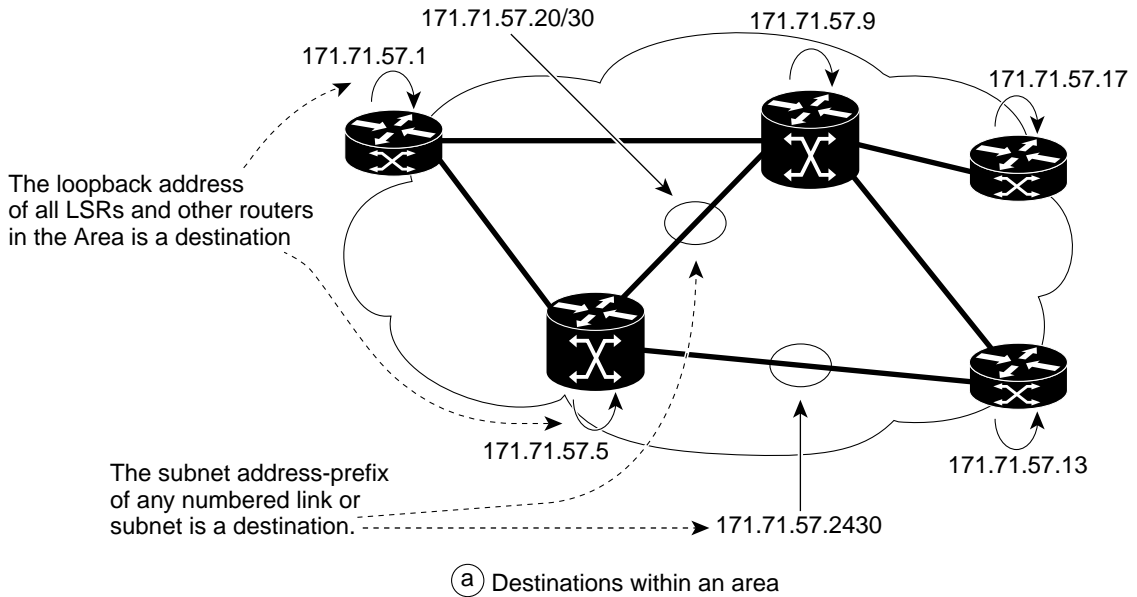 171.71.57.20/30
171.71.57.9
171.71.57.1
171.71.57.17
The loopback address
of all LSRs and other routers
in the Area is a destination
171.71.57.5
171.71.57.13
The subnet address-prefix
of any numbered link or
subnet is a destination.
171.71.57.2430
a Destinations within an area